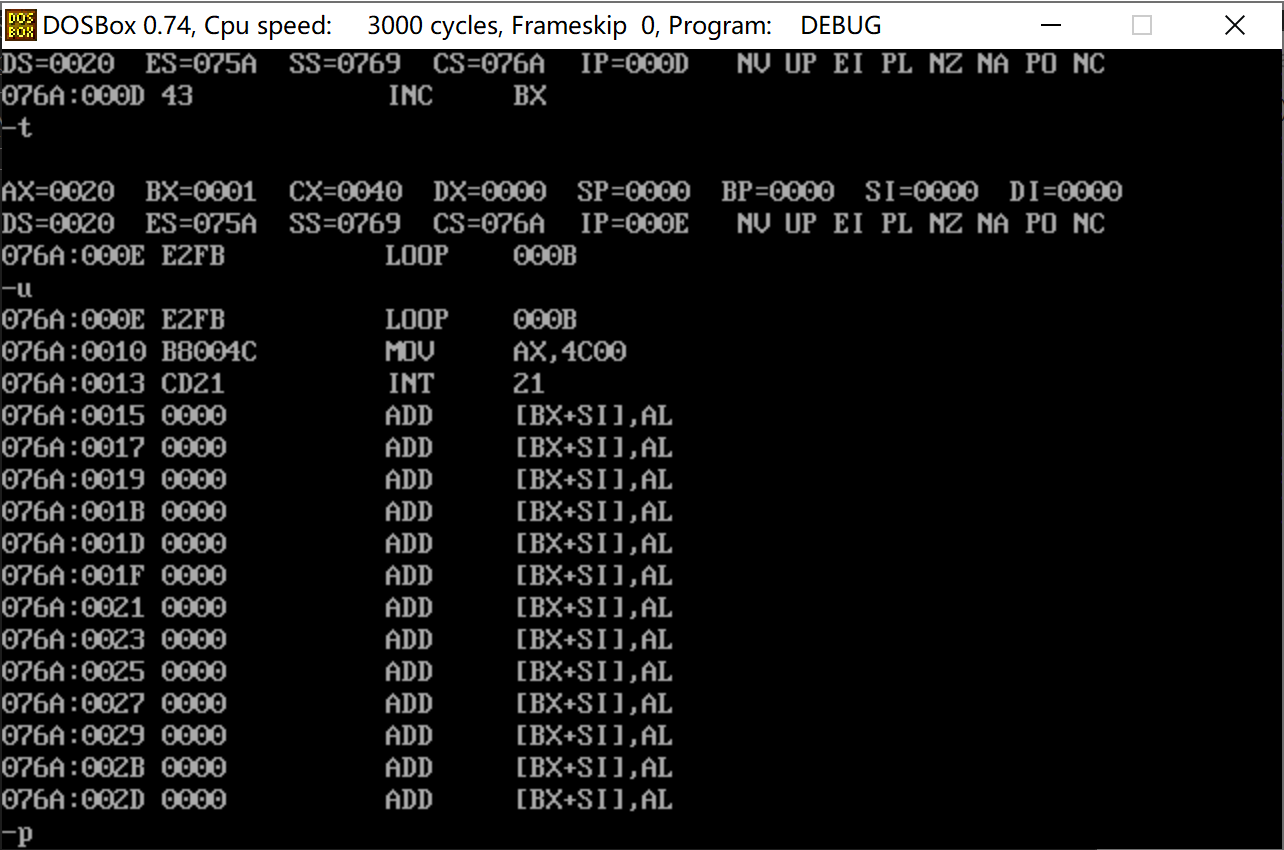 DOS BOX DOSBox 0.74, Cpu speed: 3000 cycles, Frameskip 0, Program: DEBUG
DS=0020 ES=075A SS=0769 CS=076A IP=000D NV UP EI PL NZ NA PO NC
076A:000D 43 INC BX
-t
AX=0020 BX=0001 CX=0040 DX=0000 SP=0000 BP=0000 SI=0000 DI=0000
DS=0020 ES=075A SS=0769 CS=076A IP=000E NV UP EI PL NZ NA PO NC
076A:000E E2FB LOOP 000B
-u
076A:000E E2FB LOOP 000B
076A:0010 B8004C MOV AX,4C00
076A:0013 CD21 INT 21
076A:0015 0000 ADD [BX+SI],AL
076A:0017 0000 ADD [BX+SI],AL
076A:0019 0000 ADD [BX+SI],AL
076A:001B 0000 ADD [BX+SI],AL
076A:001D 0000 ADD [BX+SI],AL
076A:001F 0000 ADD [BX+SI],AL
076A:0021 0000 ADD [BX+SI],AL
076A:0023 0000 ADD [BX+SI],AL
076A:0025 0000 ADD [BX+SI],AL
076A:0027 0000 ADD [BX+SI],AL
076A:0029 0000 ADD [BX+SI],AL
076A:002B 0000 ADD [BX+SI],AL
076A:002D 0000 ADD [BX+SI],AL
-p